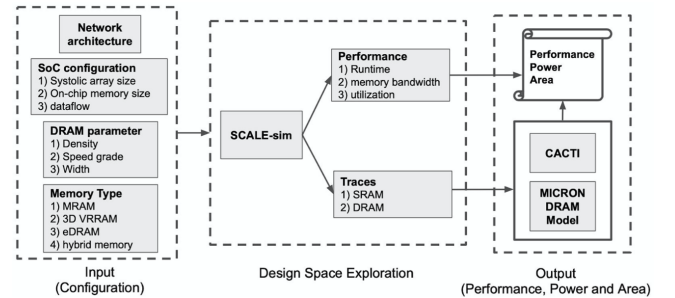 Network
architecture
SoC configuration
1) Systolic array size
2) On-chip memory size
3) dataflow
DRAM parameter
1) Density
2) Speed grade
3) Width
Memory Type
1) MRAM
2) 3D VRRAM
3) eDRAM
4) hybrid memory
Input
(Configuration)
SCALE-sim
Performance
1) Runtime
2) memory bandwidth
3) utilization
Traces
1) SRAM
2) DRAM
Design Space Exploration
Performance
Power
Area
CACTI
MICRON
DRAM
Model
Output
(Performance, Power and Area)